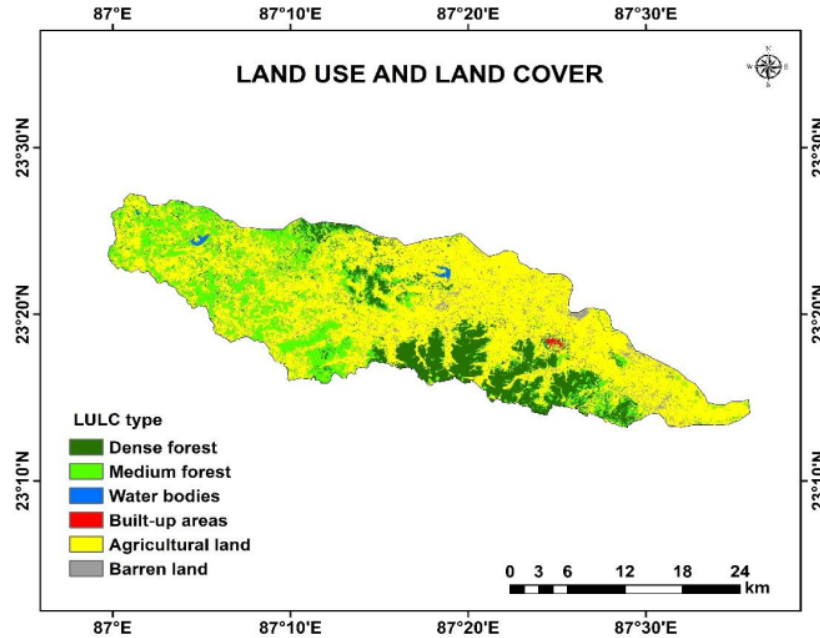 87°E 87°10'E 87°20'E 87°30'E
N
W E
S
LAND USE AND LAND COVER
23°30'N 23°30'N
23°20'N 23°20'N
23°10'N 23°10'N
LULC type
Dense forest
Medium forest
Water bodies
Built-up areas
Agricultural land
Barren land
0 3 6 12 18 24
km
87°E 87°10'E 87°20'E 87°30'E